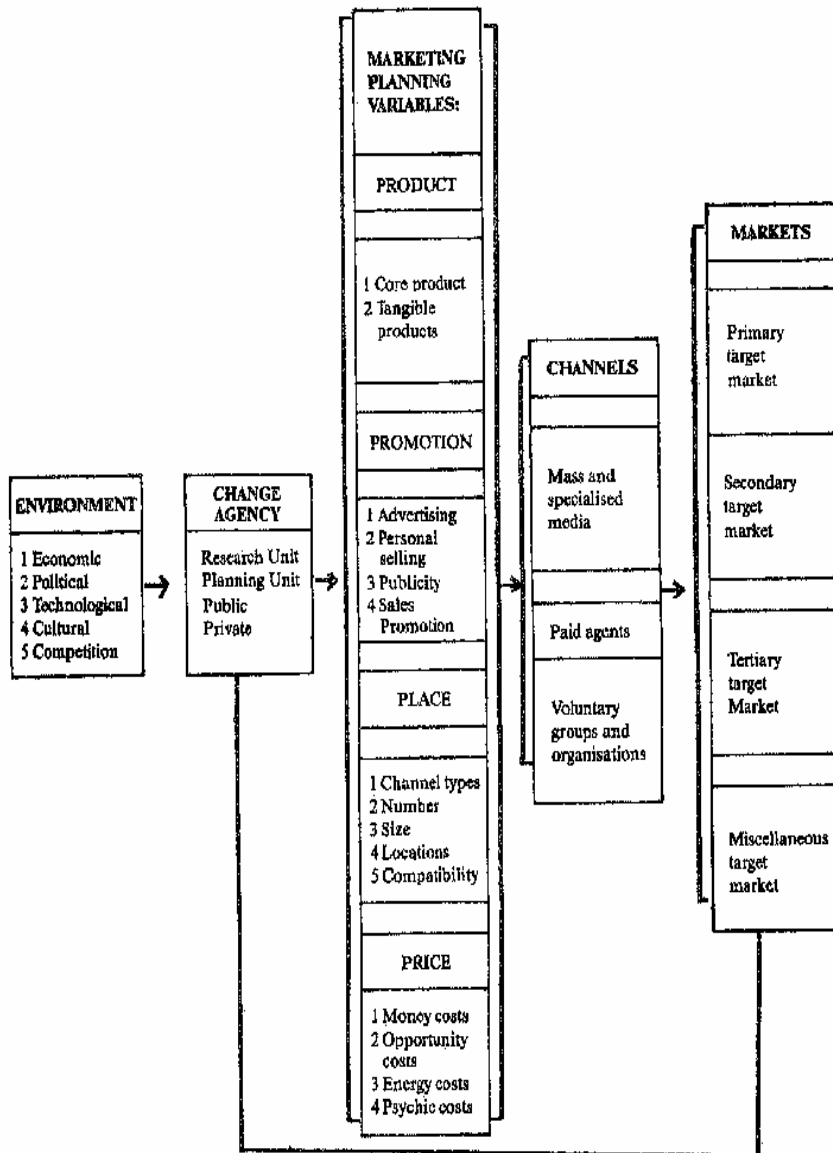 ENVIRONMENT
1 Economic
2 Political
3 Technological
4 Cultural
5 Competition
CHANGE
AGENCY
Research Unit
Planning Unit
Public
Private
MARKETING
PLANNING
VARIABLES:
PRODUCT
1 Core product
2 Tangible
products
PROMOTION
1 Advertising
2 Personal
selling
3 Publicity
4 Sales
Promotion
PLACE
1 Channel types
2 Number
3 Size
4 Locations
5 Compatibility
PRICE
1 Money costs
2 Opportunity
costs
3 Energy costs
4 Psychic costs
CHANNELS
Mass and
specialised
media
Paid agents
Voluntary
groups and
organisations
MARKETS
Primary
target
market
Secondary
target
market
Tertiary
target
Market
Miscellaneous
target
market